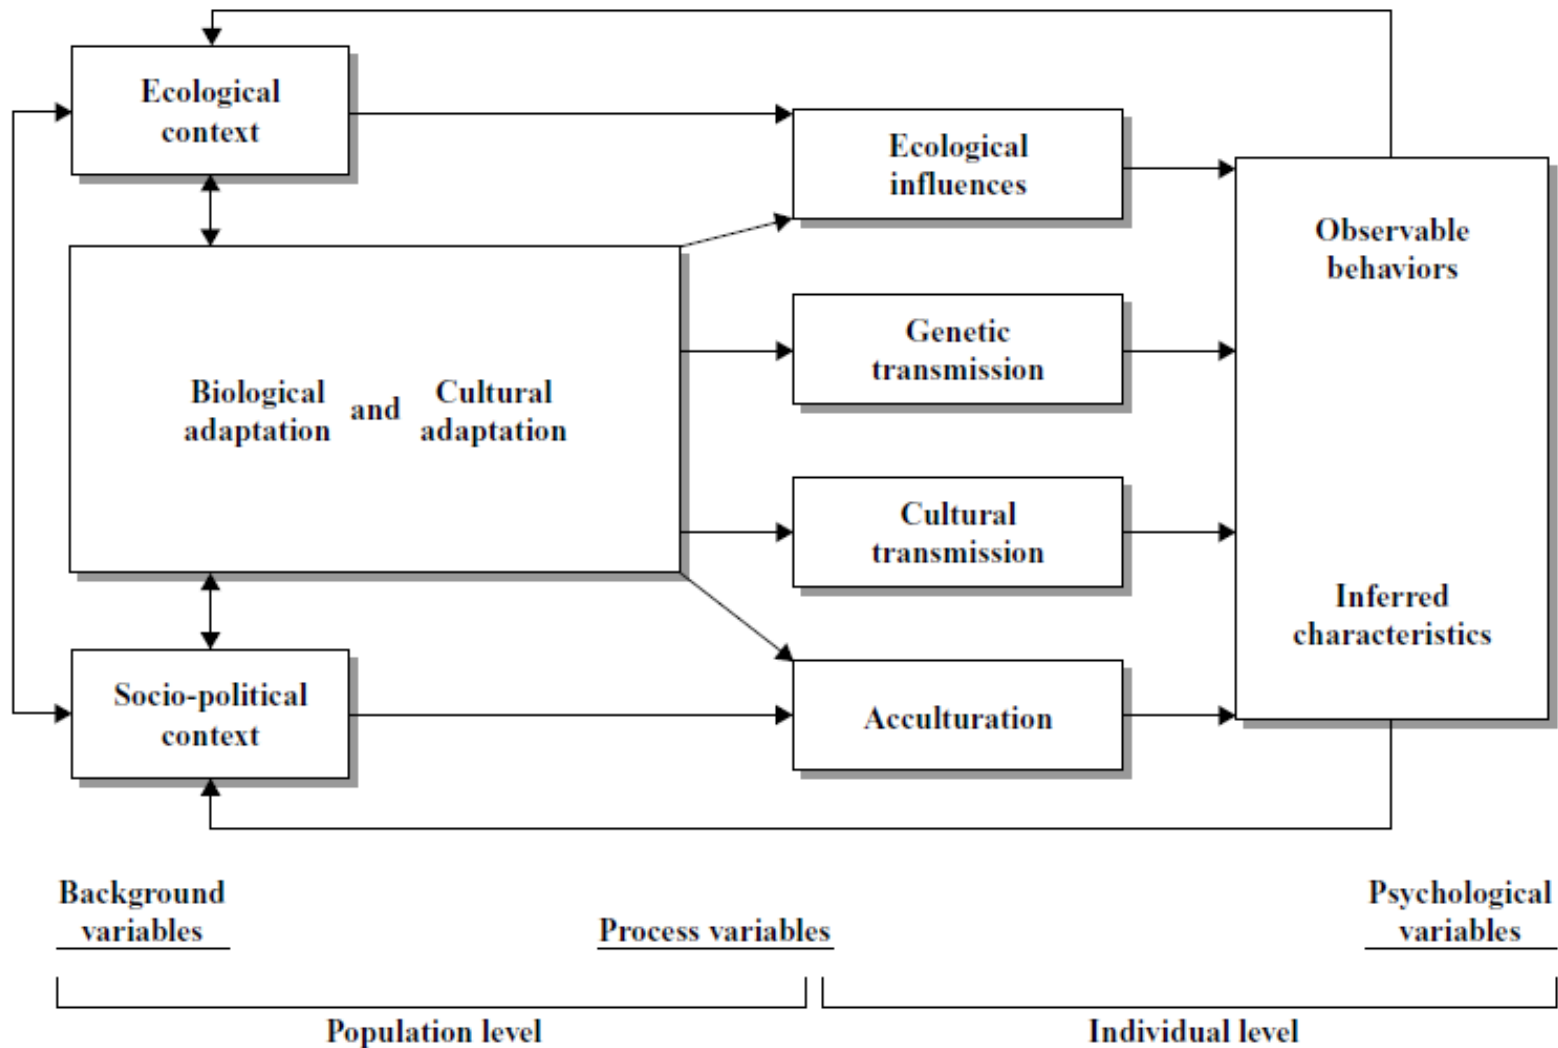 Ecological
context
Ecological
influences
Observable
behaviors
Genetic
transmission
Biological
adaptation
and
Cultural
adaptation
Cultural
transmission
Inferred
characteristics
Socio-political
context
Acculturation
Background
variables
Process variables
Psychological
variables
Population level
Individual level